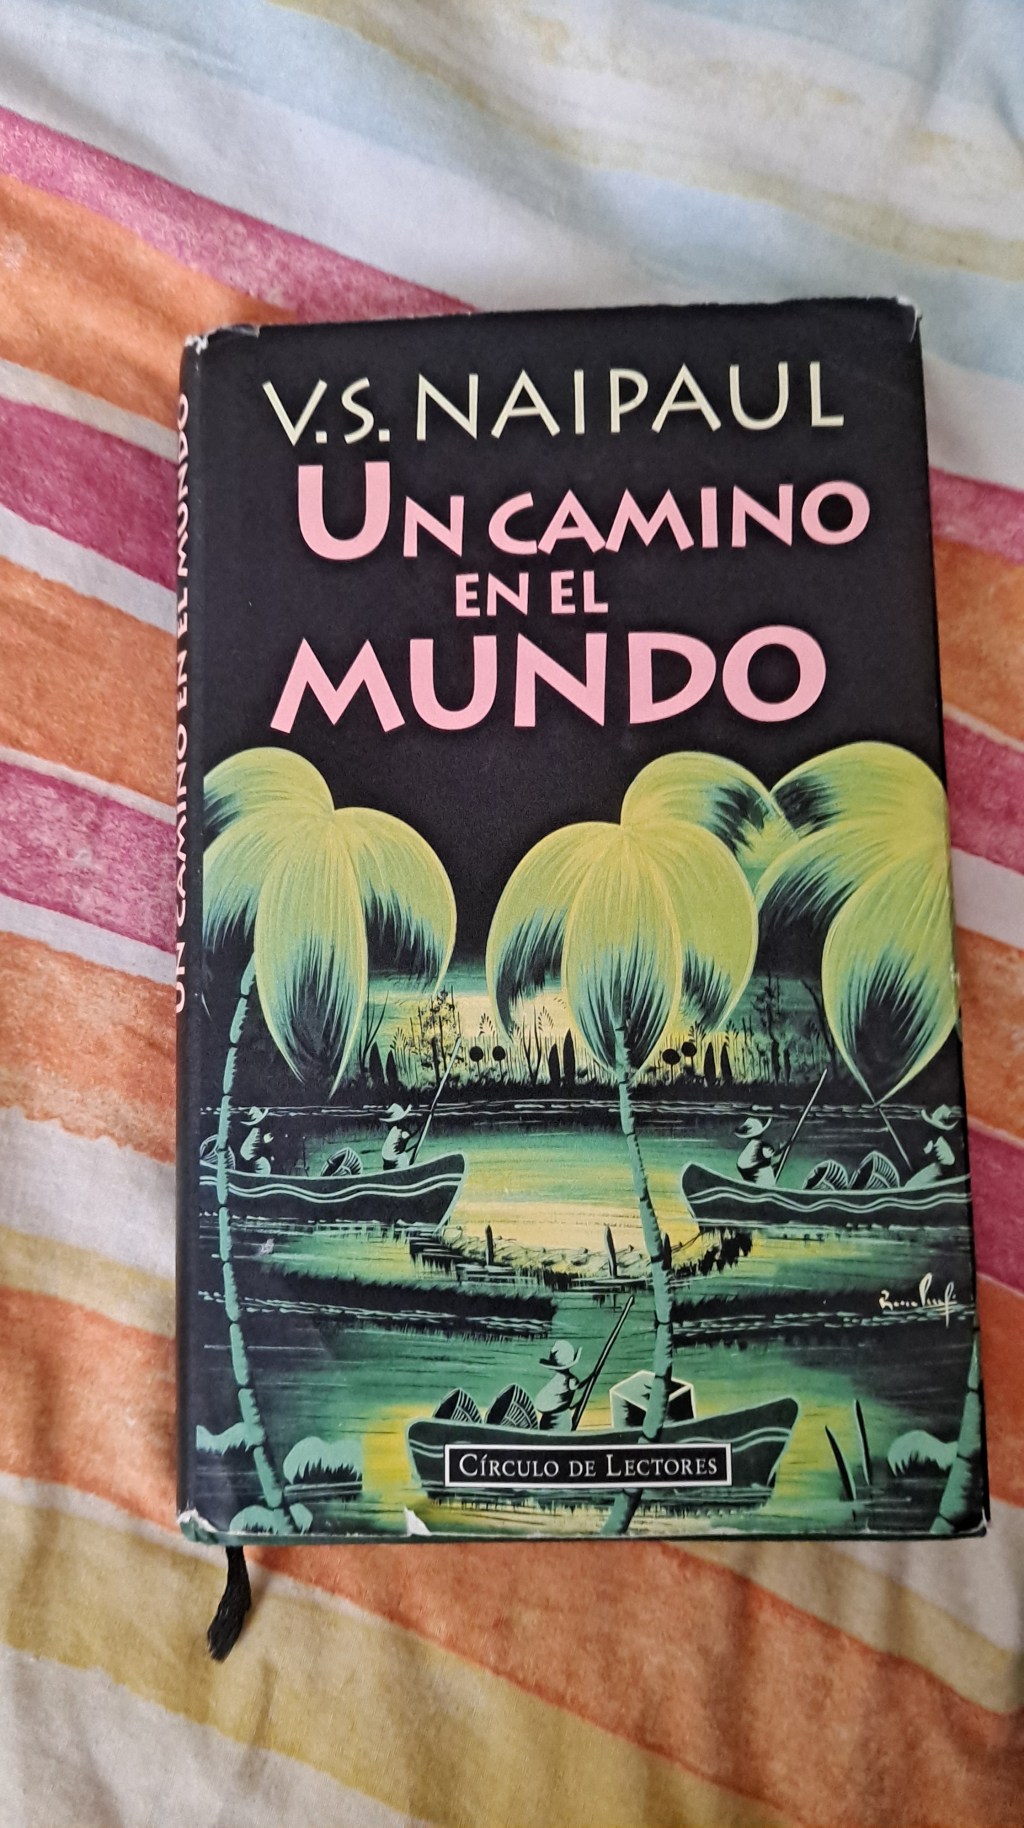 V.S. NAIPAUL
UN CAMINO
EN EL
MUNDO
CÍRCULO DE LECTORES
UN CAMINO EN EL MUNDO